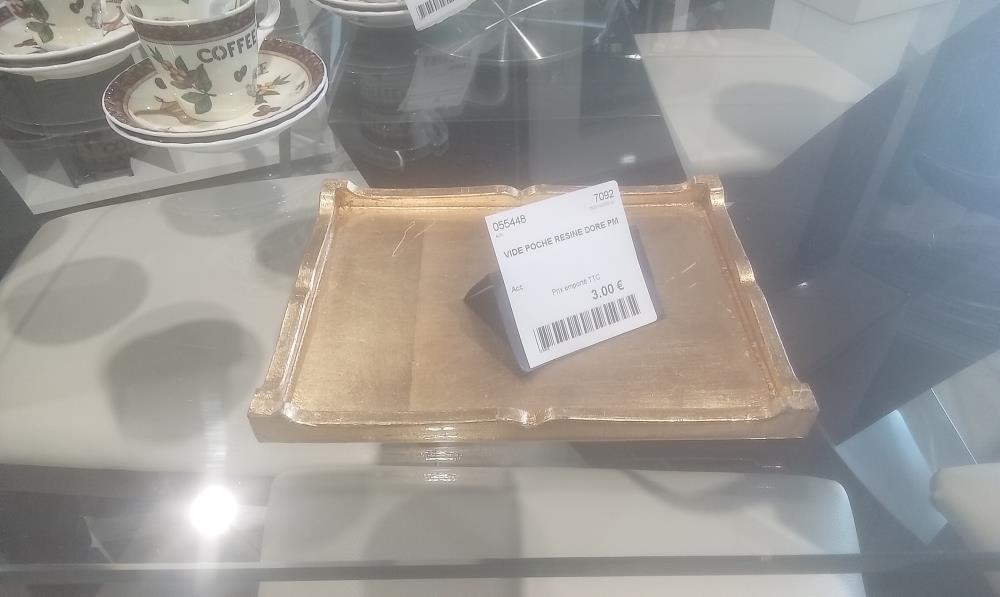 COFFEE
055448
7092
VIDE POCHE RESINE DORE PM
Acc
Prix emporté TTC
3.00 €